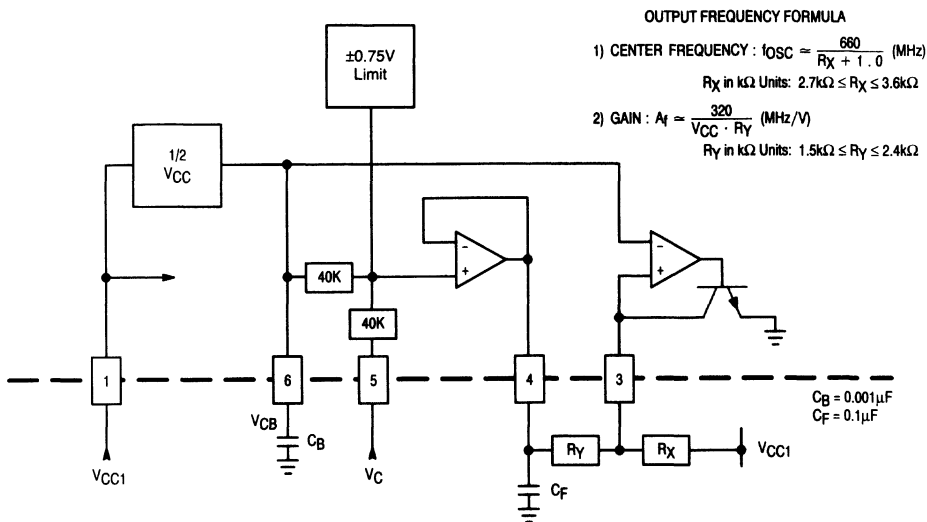 OUTPUT FREQUENCY FORMULA
1) CENTER FREQUENCY : fOSC ≃ 660 / RX + 1 . 0 (MHz)
RX in kΩ Units: 2.7kΩ ≤ RX ≤ 3.6kΩ
2) GAIN : Af ≃ 320 / VCC · RY (MHz/V)
RY in kΩ Units: 1.5kΩ ≤ RY ≤ 2.4kΩ
±0.75V
Limit
1/2
VCC
-
+
-
+
40K
40K
1
6
5
4
3
CB = 0.001μF
CF = 0.1μF
VCB
CB
VCC1
VC
RY
RX
VCC1
CF